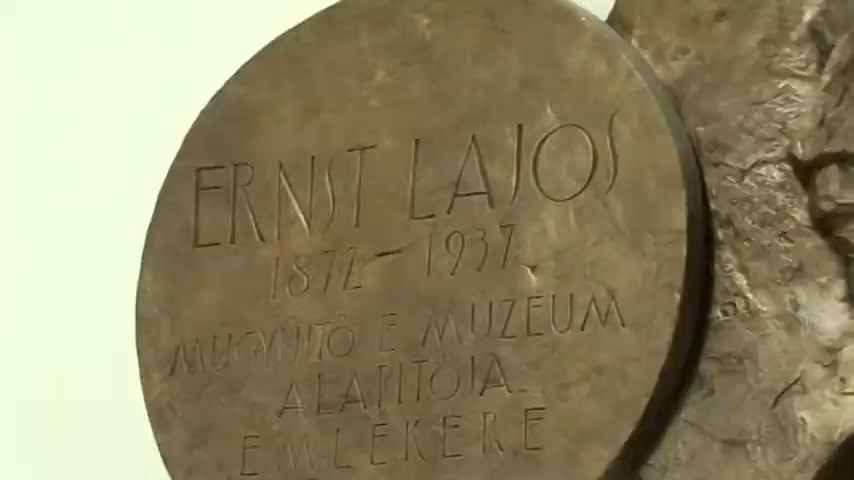 ERNST LAJOS
1872-1937
MŰGYŰJTŐ E MÚZEUM
ALAPÍTÓJA
EMLÉKÉRE